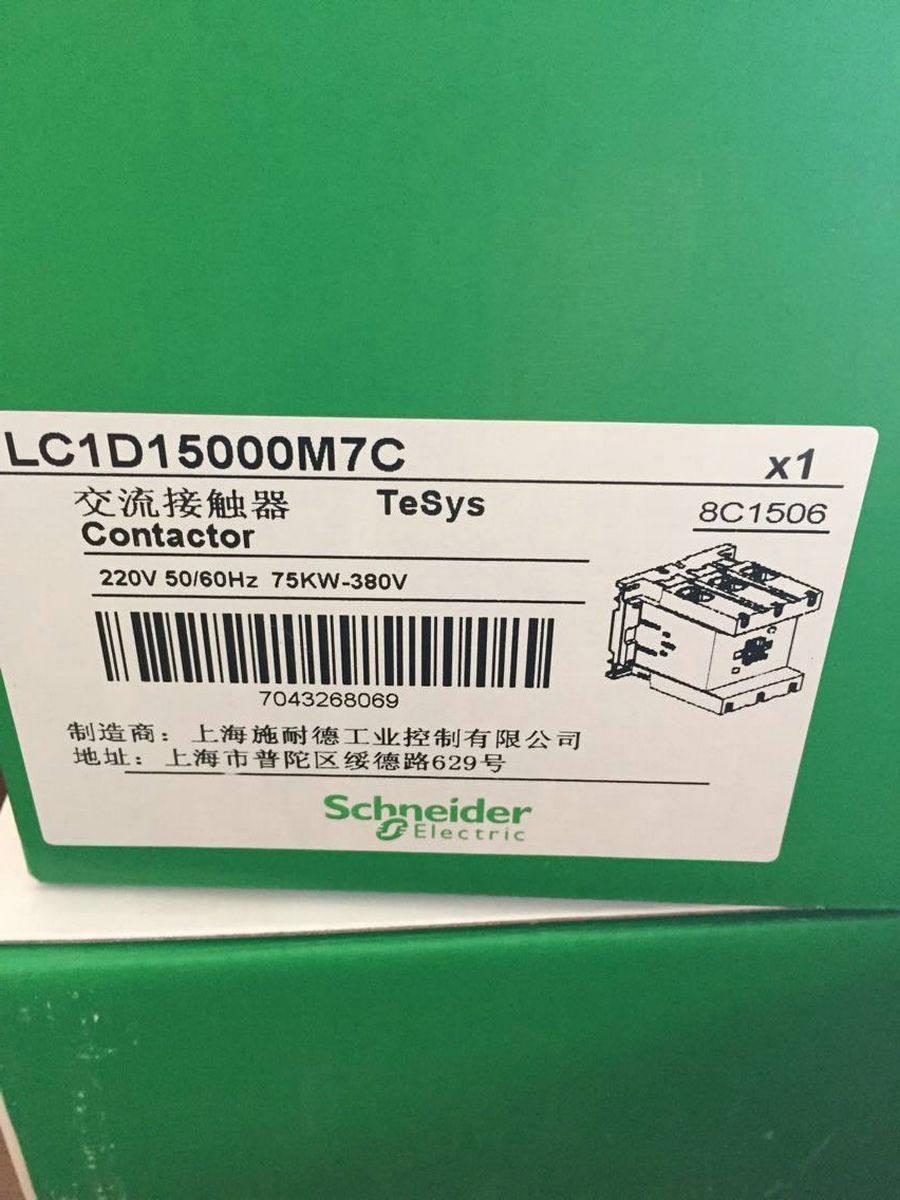 LC1D15000M7C x1
交流接触器 TeSys 8C1506
Contactor
220V 50/60Hz 75KW-380V
7043268069
制造商：上海施耐德工业控制有限公司
地址：上海市普陀区绥德路629号
Schneider
Electric